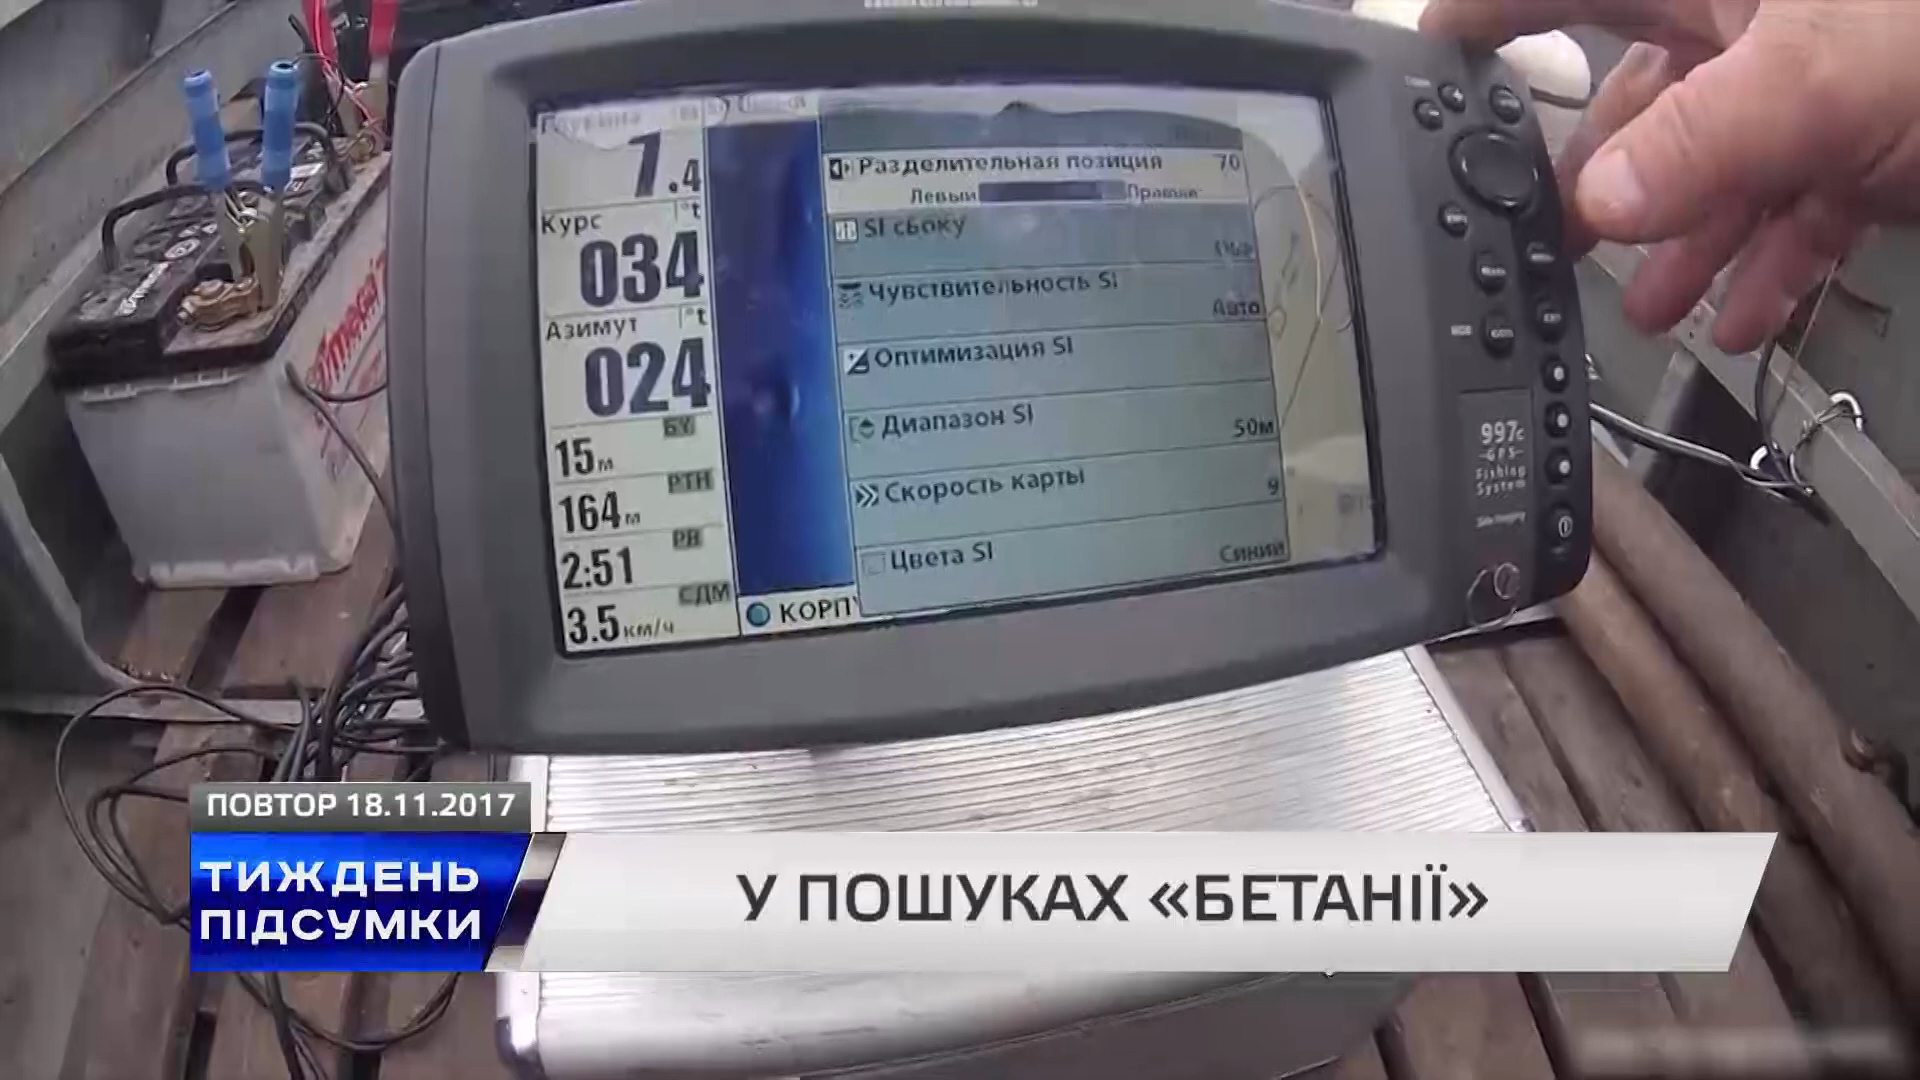 7.4
Разделительная позиция 70
Левый
Курс °t
034
SI сбоку
Чувствительность SI
Авто
Азимут °t
024
Оптимизация SI
БУ
15м
Диапазон SI
50м
РТН
164м
Скорость карты
9
РВ
2:51
Цвета SI
Синий
СДМ
3.5км/ч
КОРПУ
997c
GPS
Fishing
System
ПОВТОР 18.11.2017
ТИЖДЕНЬ
ПІДСУМКИ
У ПОШУКАХ «БЕТАНІЇ»